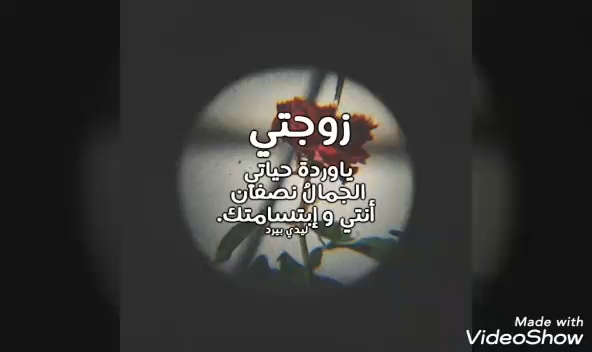 زوجتي
ياوردة حياتي
الجمالُ نصفان
أنتي و إبتسامتك.
ليدي بيرد
Made with
VideoShow